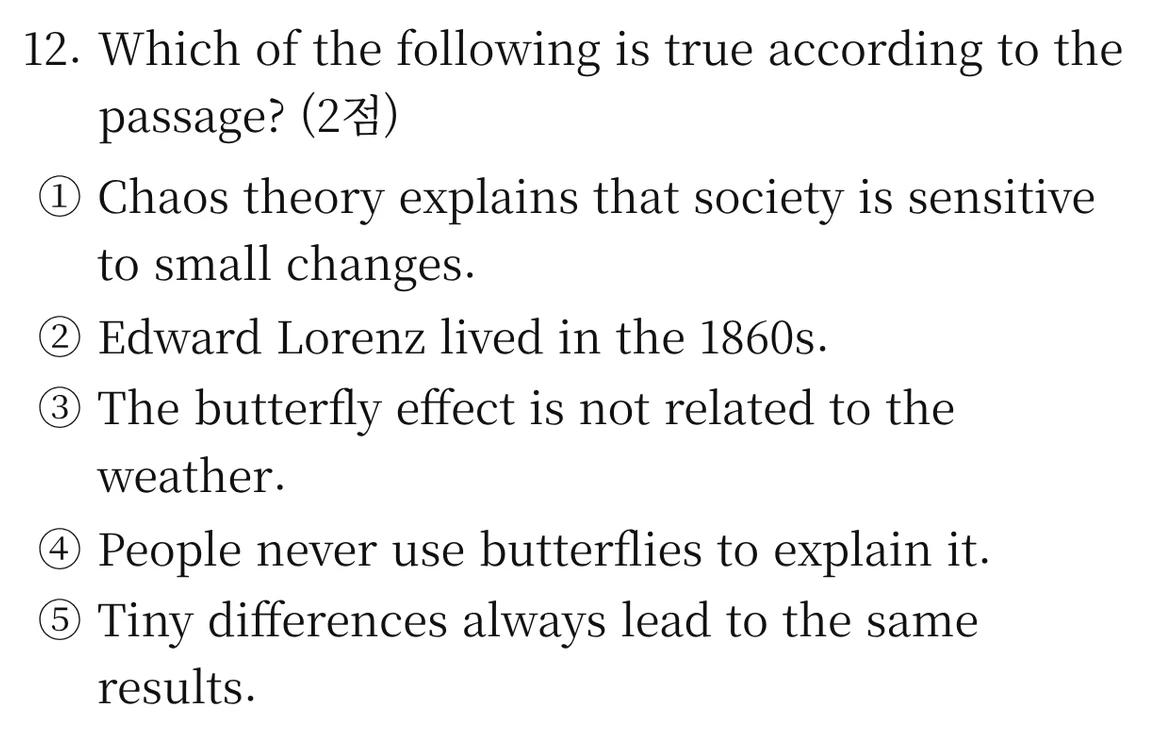 12. Which of the following is true according to the
passage? (2점)
① Chaos theory explains that society is sensitive
to small changes.
② Edward Lorenz lived in the 1860s.
③ The butterfly effect is not related to the
weather.
④ People never use butterflies to explain it.
⑤ Tiny differences always lead to the same
results.